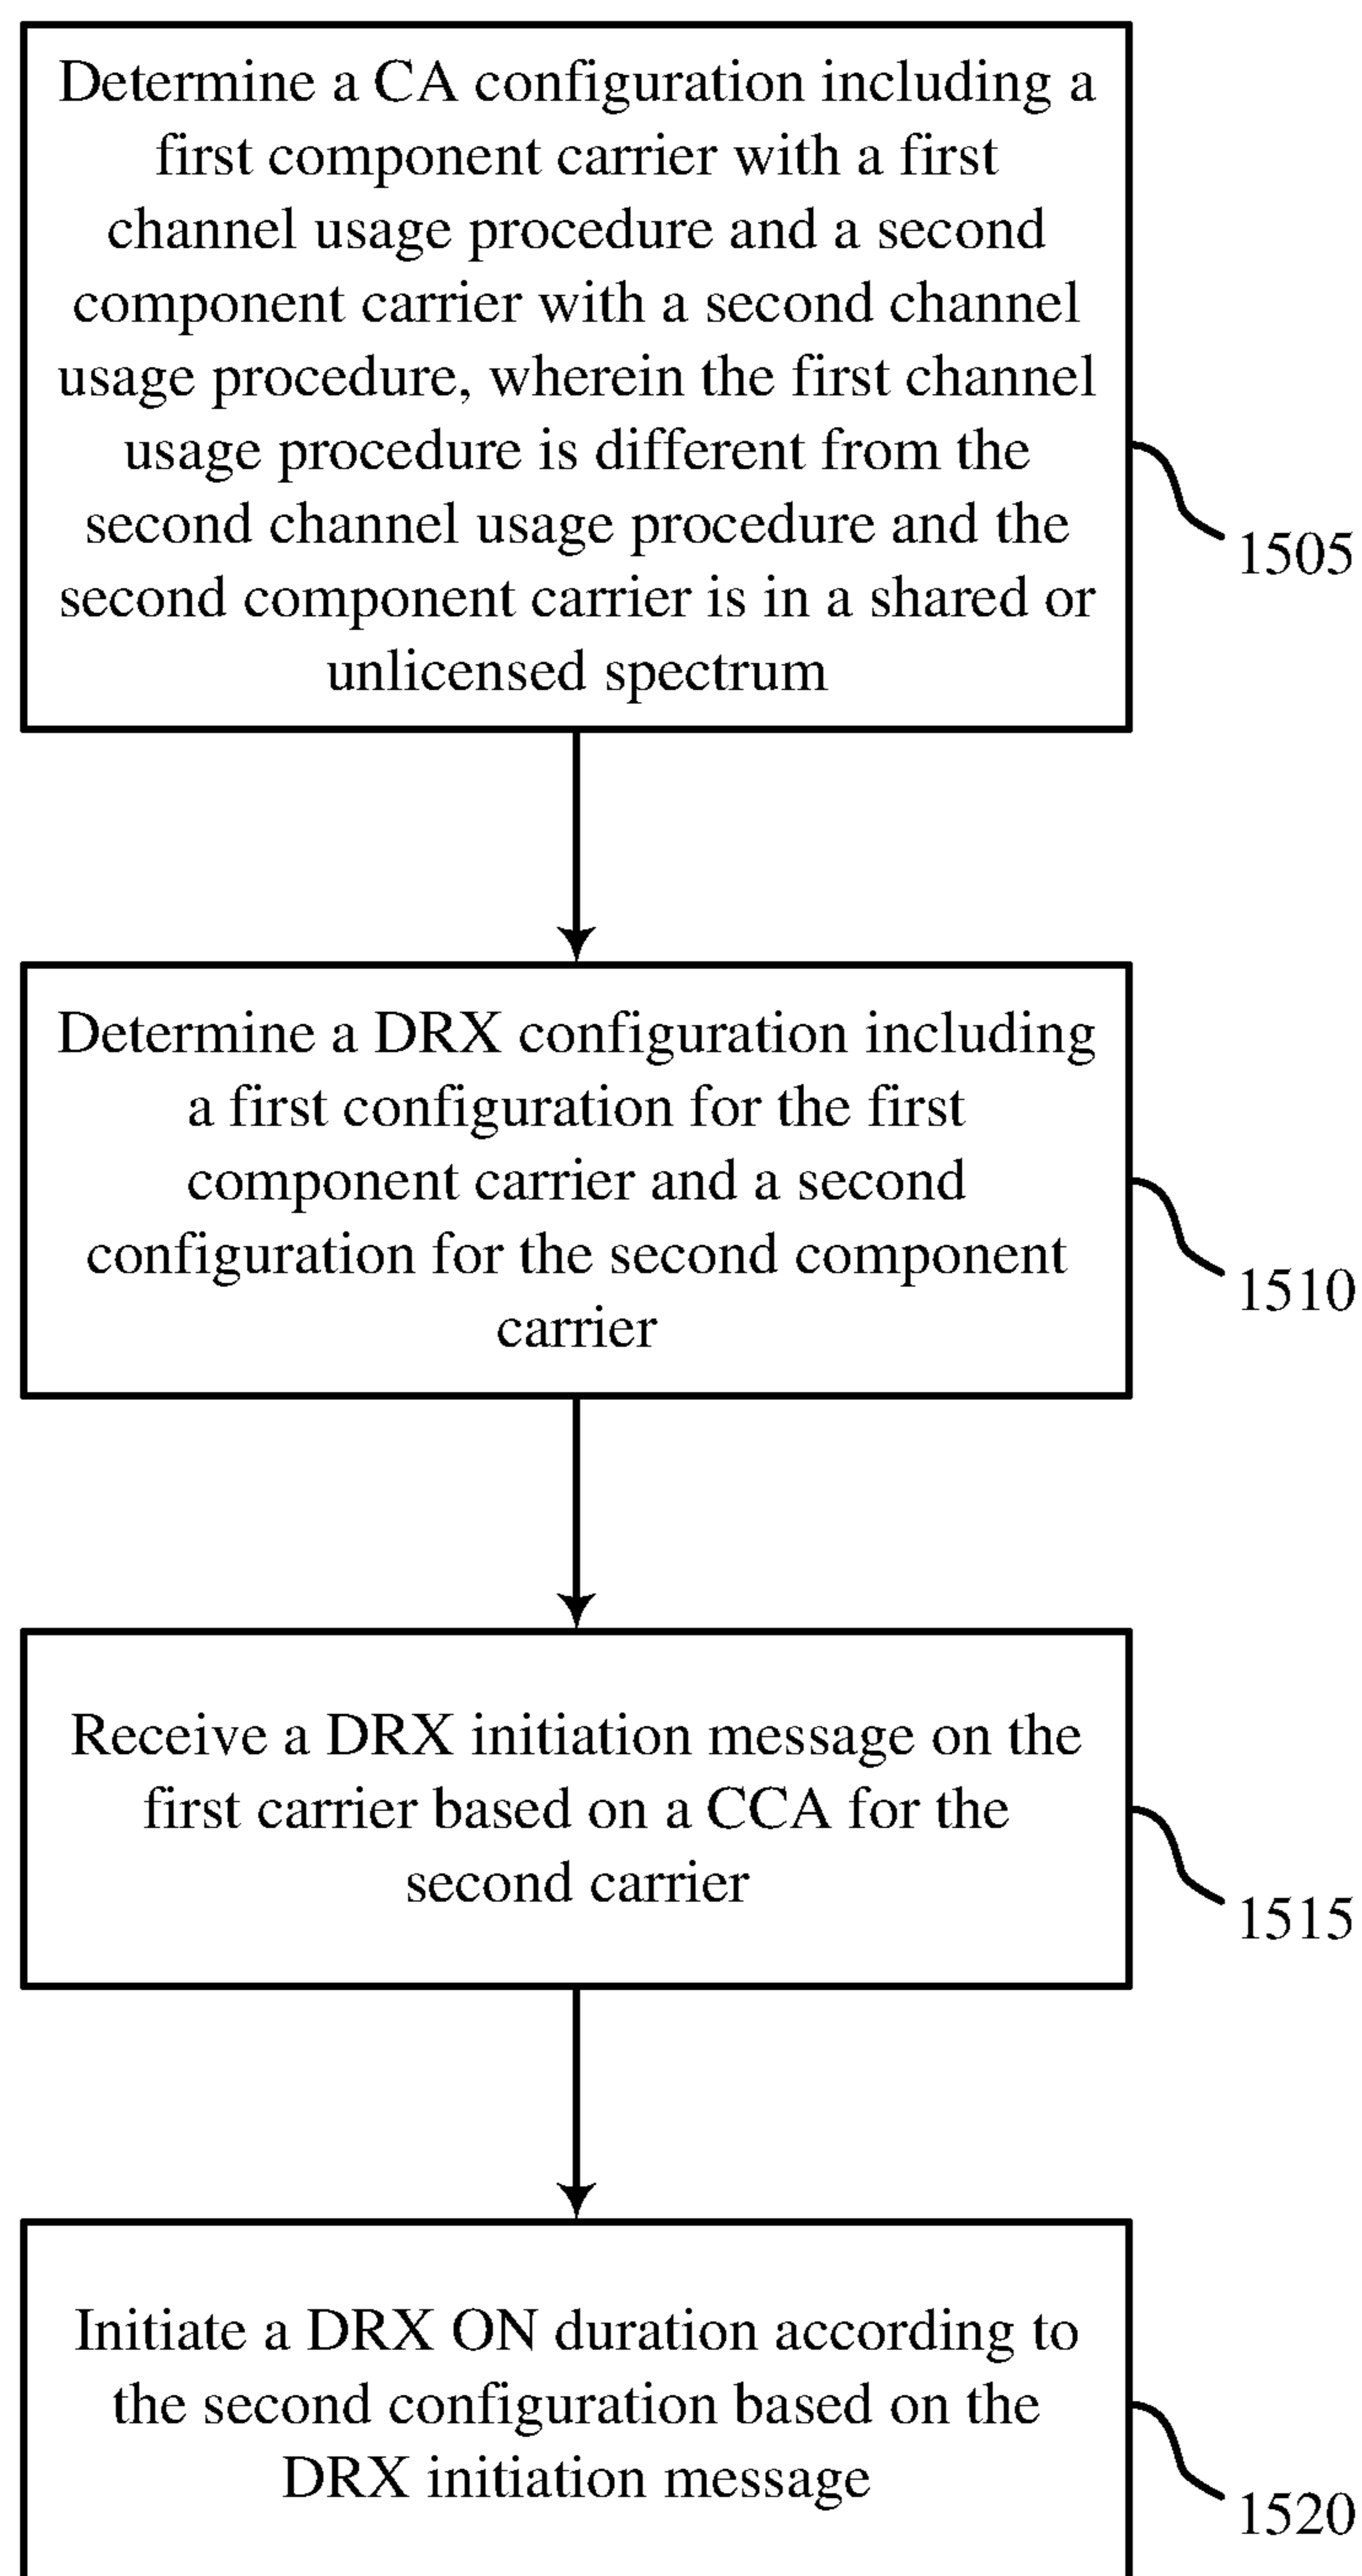 Determine a CA configuration including a
first component carrier with a first
channel usage procedure and a second
component carrier with a second channel
usage procedure, wherein the first channel
usage procedure is different from the
second channel usage procedure and the
second component carrier is in a shared or
unlicensed spectrum
1505
Determine a DRX configuration including
a first configuration for the first
component carrier and a second
configuration for the second component
carrier
1510
Receive a DRX initiation message on the
first carrier based on a CCA for the
second carrier
1515
Initiate a DRX ON duration according to
the second configuration based on the
DRX initiation message
1520